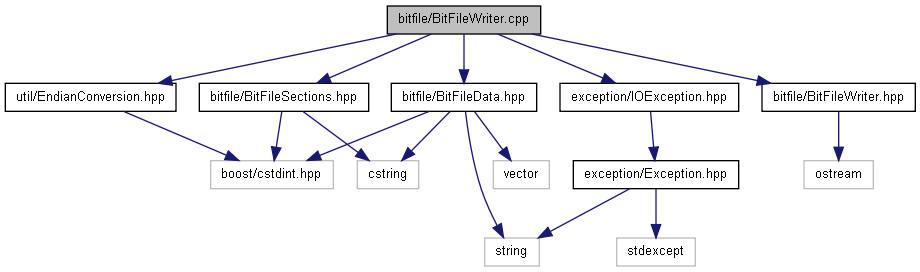 bitfile/BitFileWriter.cpp
util/EndianConversion.hpp
bitfile/BitFileSections.hpp
bitfile/BitFileData.hpp
exception/IOException.hpp
bitfile/BitFileWriter.hpp
boost/cstdint.hpp
cstring
vector
exception/Exception.hpp
ostream
string
stdexcept